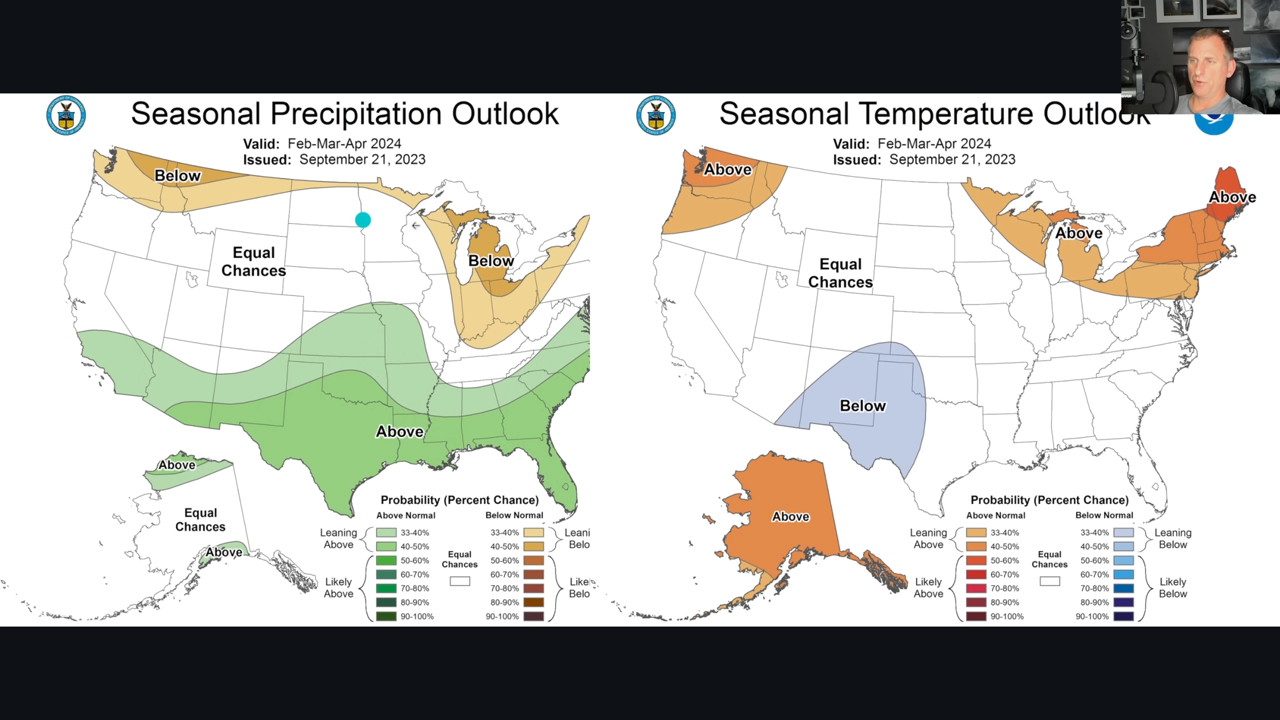 Seasonal Precipitation Outlook
Valid: Feb-Mar-Apr 2024
Issued: September 21, 2023
Below
Equal
Chances
Below
Above
Above
Equal
Chances
Above
Probability (Percent Chance)
Above Normal
Below Normal
Leaning
Above
Likely
Above
33-40%
40-50%
50-60%
60-70%
70-80%
80-90%
90-100%
Equal
Chances
33-40%
40-50%
50-60%
60-70%
70-80%
80-90%
90-100%
Leani
Belo
Like
Belo
Seasonal Temperature Outlook
Valid: Feb-Mar-Apr 2024
Issued: September 21, 2023
Above
Above
Above
Equal
Chances
Below
Above
Probability (Percent Chance)
Above Normal
Below Normal
Leaning
Above
Likely
Above
33-40%
40-50%
50-60%
60-70%
70-80%
80-90%
90-100%
Equal
Chances
33-40%
40-50%
50-60%
60-70%
70-80%
80-90%
90-100%
Leaning
Below
Likely
Below